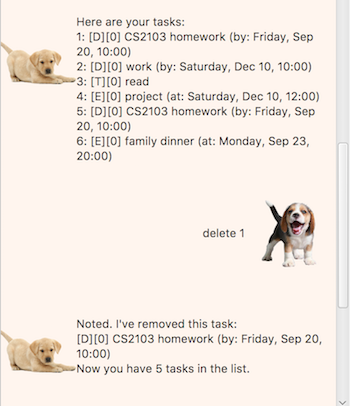 Here are your tasks:
1: [D][0] CS2103 homework (by: Friday, Sep
20, 10:00)
2: [D][0] work (by: Saturday, Dec 10, 10:00)
3: [T][0] read
4: [E][0] project (at: Saturday, Dec 10, 12:00)
5: [D][0] CS2103 homework (by: Friday, Sep
20, 10:00)
6: [E][0] family dinner (at: Monday, Sep 23,
20:00)
delete 1
Noted. I've removed this task:
[D][0] CS2103 homework (by: Friday, Sep 20,
10:00)
Now you have 5 tasks in the list.